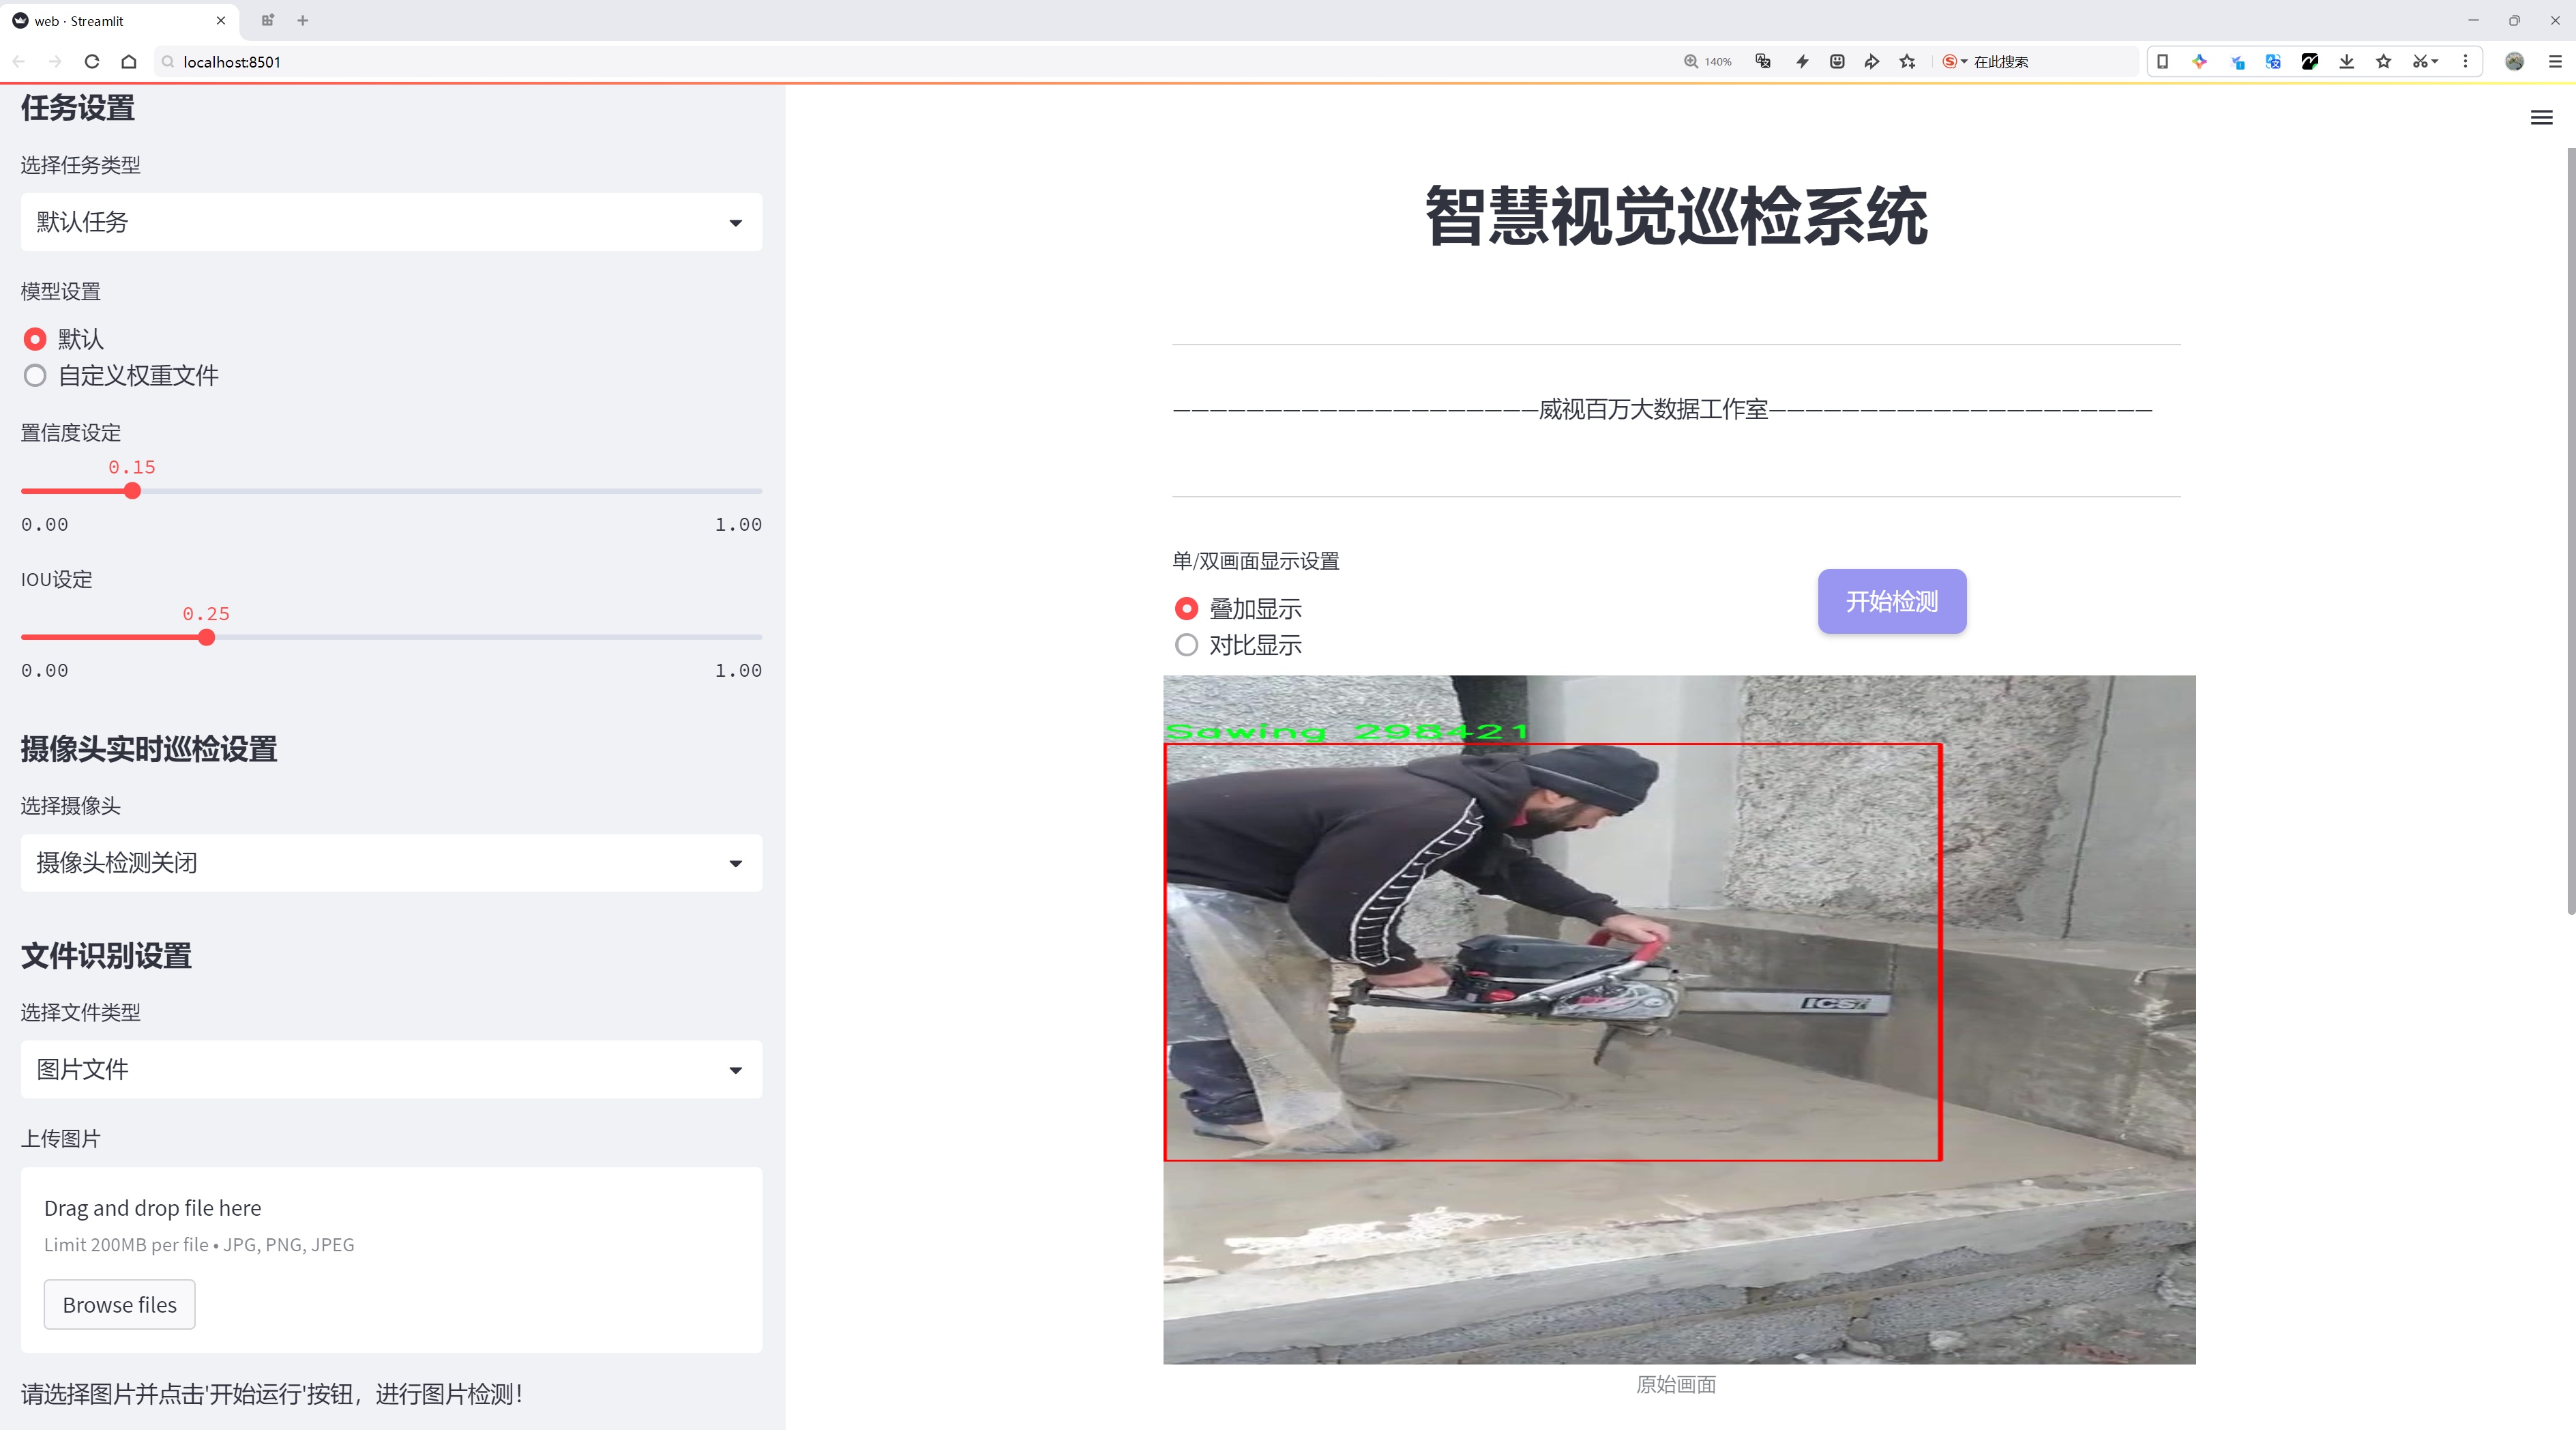 web · Streamlit
localhost:8501
140%
在此搜索
任务设置
选择任务类型
默认任务
模型设置
默认
自定义权重文件
置信度设定
0.15
0.00 1.00
IOU设定
0.25
0.00 1.00
摄像头实时巡检设置
选择摄像头
摄像头检测关闭
文件识别设置
选择文件类型
图片文件
上传图片
Drag and drop file here
Limit 200MB per file • JPG, PNG, JPEG
Browse files
请选择图片并点击'开始运行'按钮，进行图片检测！
智慧视觉巡检系统
————————————————————威视百万大数据工作室—————————————————————
单/双画面显示设置
叠加显示
对比显示
开始检测
Sawing 298421
ICS
原始画面